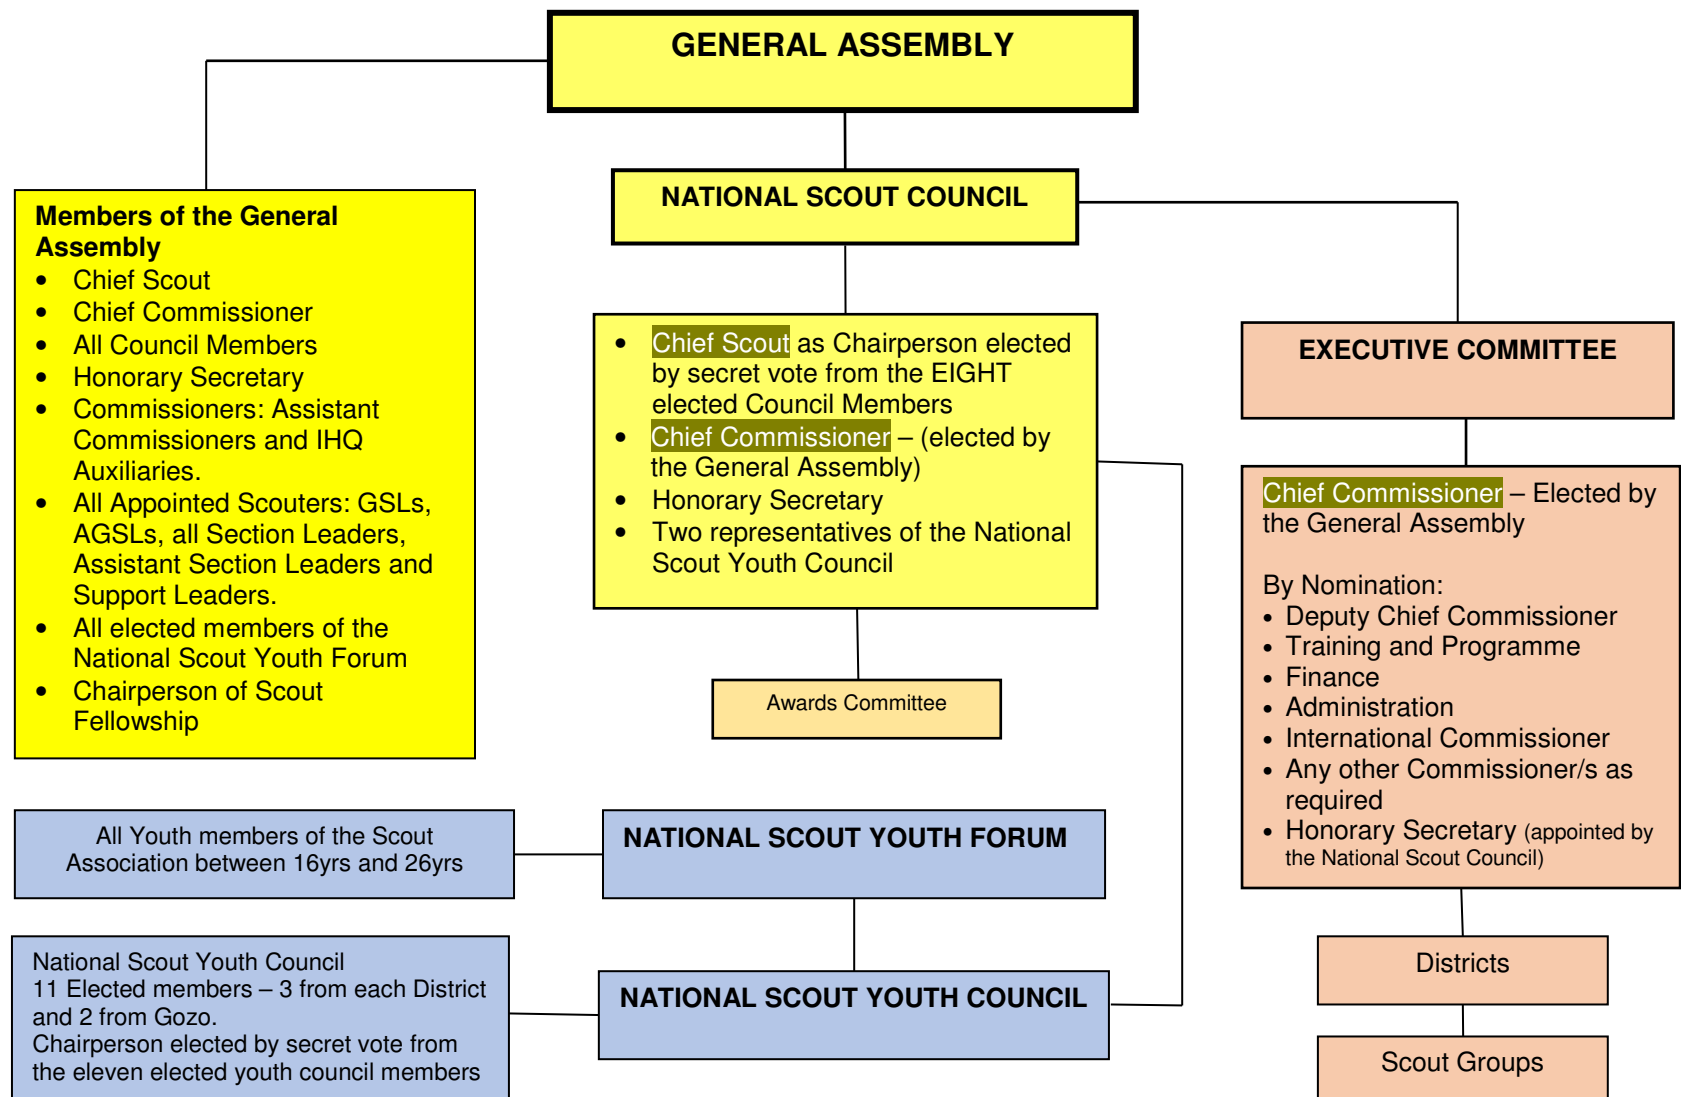 GENERAL ASSEMBLY
NATIONAL SCOUT COUNCIL
Members of the General
Assembly
• Chief Scout
• Chief Commissioner
• All Council Members
• Honorary Secretary
• Commissioners: Assistant
Commissioners and IHQ
Auxiliaries.
• All Appointed Scouters: GSLs,
AGSLs, all Section Leaders,
Assistant Section Leaders and
Support Leaders.
• All elected members of the
National Scout Youth Forum
• Chairperson of Scout
Fellowship
• Chief Scout as Chairperson elected
by secret vote from the EIGHT
elected Council Members
• Chief Commissioner – (elected by
the General Assembly)
• Honorary Secretary
• Two representatives of the National
Scout Youth Council
Awards Committee
EXECUTIVE COMMITTEE
Chief Commissioner – Elected by
the General Assembly
By Nomination:
• Deputy Chief Commissioner
• Training and Programme
• Finance
• Administration
• International Commissioner
• Any other Commissioner/s as
required
• Honorary Secretary (appointed by
the National Scout Council)
Districts
Scout Groups
All Youth members of the Scout
Association between 16yrs and 26yrs
NATIONAL SCOUT YOUTH FORUM
National Scout Youth Council
11 Elected members – 3 from each District
and 2 from Gozo.
Chairperson elected by secret vote from
the eleven elected youth council members
NATIONAL SCOUT YOUTH COUNCIL